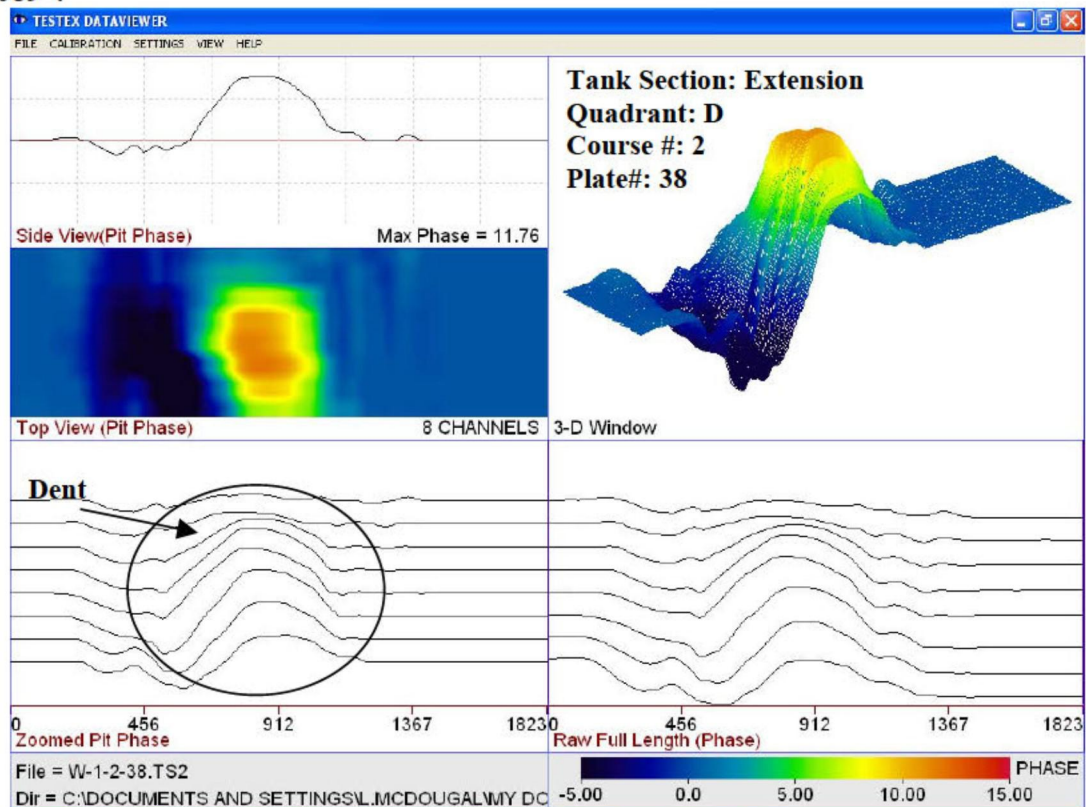 TESTEX DATAVIEWER
FILE CALIBRATION SETTINGS VIEW HELP
Side View(Pit Phase) Max Phase = 11.76
Tank Section: Extension
Quadrant: D
Course #: 2
Plate#: 38
Top View (Pit Phase) 8 CHANNELS
3-D Window
Dent
0 456 912 1367 1823
Zoomed Pit Phase
0 456 912 1367 1823
Raw Full Length (Phase)
File = W-1-2-38.TS2
Dir = C:\DOCUMENTS AND SETTINGS\L.MCDOUGAL\MY DOC
PHASE
-5.00 0.0 5.00 10.00 15.00